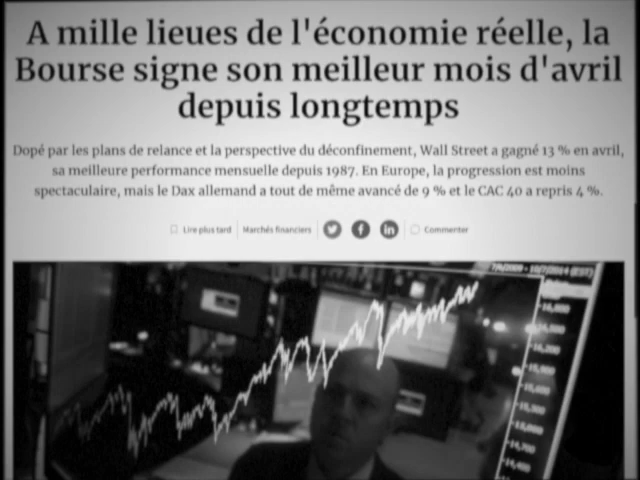 A mille lieues de l'économie réelle, la
Bourse signe son meilleur mois d'avril
depuis longtemps
Dopé par les plans de relance et la perspective du déconfinement, Wall Street a gagné 13 % en avril,
sa meilleure performance mensuelle depuis 1987. En Europe, la progression est moins
spectaculaire, mais le Dax allemand a tout de même avancé de 9 % et le CAC 40 a repris 4 %.
Lire plus tard Marchés financiers Commenter